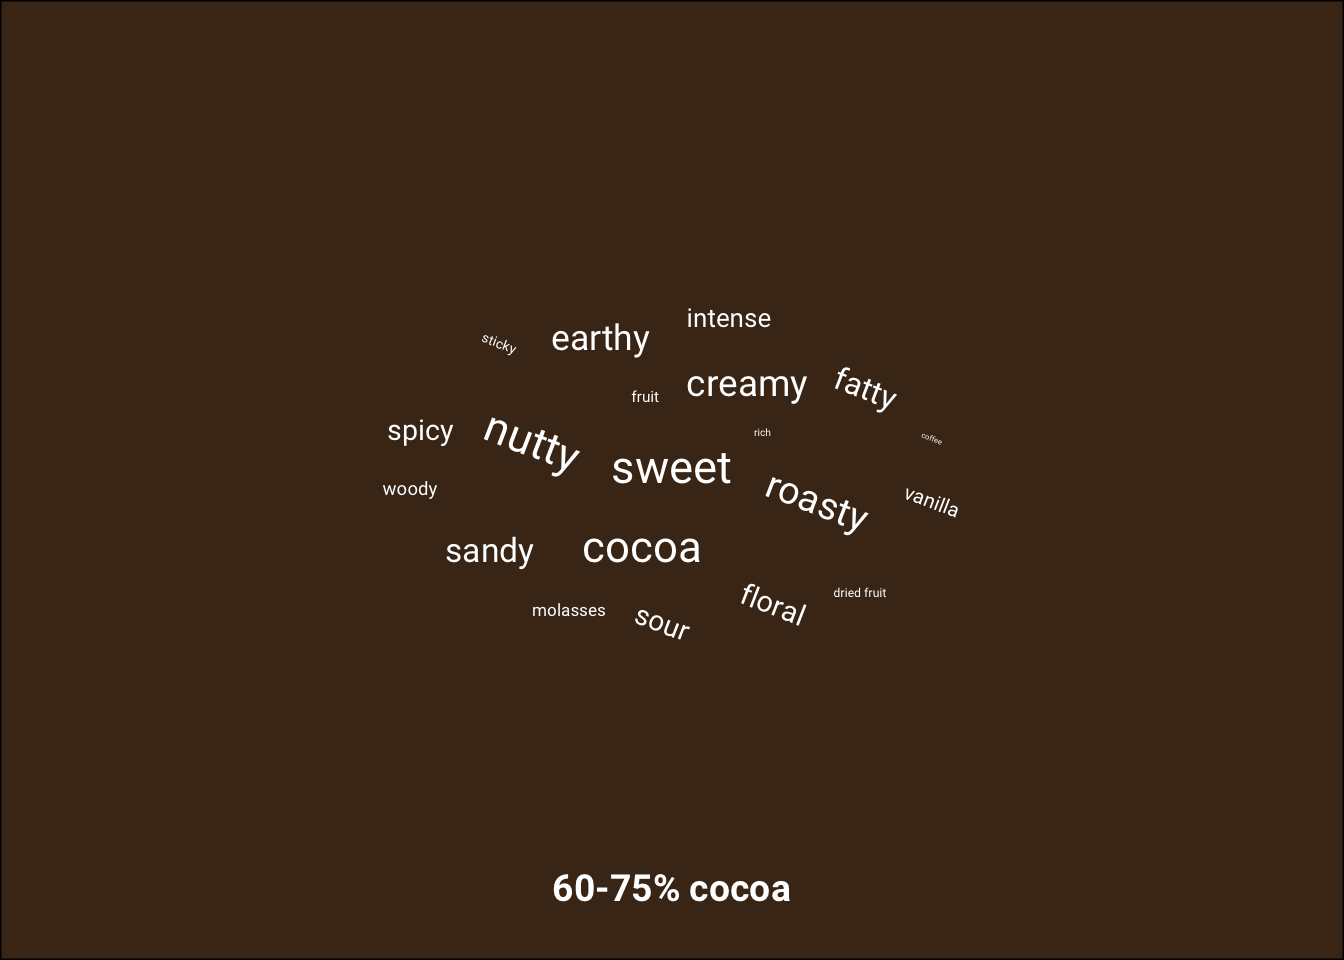 intense
sticky
earthy
creamy
fatty
fruit
spicy
nutty
rich
coffee
sweet
woody
roasty
vanilla
sandy
cocoa
floral
dried fruit
molasses
sour
60-75% cocoa